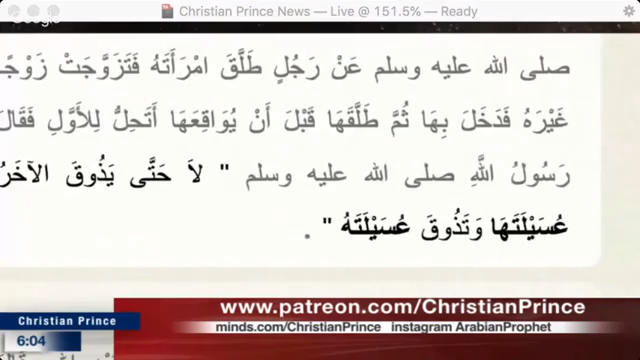 Christian Prince News — Live @ 151.5% — Ready
صلى الله عليه وسلم عَنْ رَجُلٍ طَلَّقَ امْرَأَتَهُ فَتَزَوَّجَتْ زَوْجًا
غَيْرَهُ فَدَخَلَ بِهَا ثُمَّ طَلَّقَهَا قَبْلَ أَنْ يُوَاقِعَهَا أَتَحِلُّ لِلأَوَّلِ فَقَالَ
رَسُولُ اللَّهِ صلى الله عليه وسلم " لاَ حَتَّى يَذُوقَ الآخَرُ
عُسَيْلَتَهَا وَتَذُوقَ عُسَيْلَتَهُ " .
www.patreon.com/ChristianPrince
Christian Prince
minds.com/ChristianPrince instagram ArabianProphet
6:04